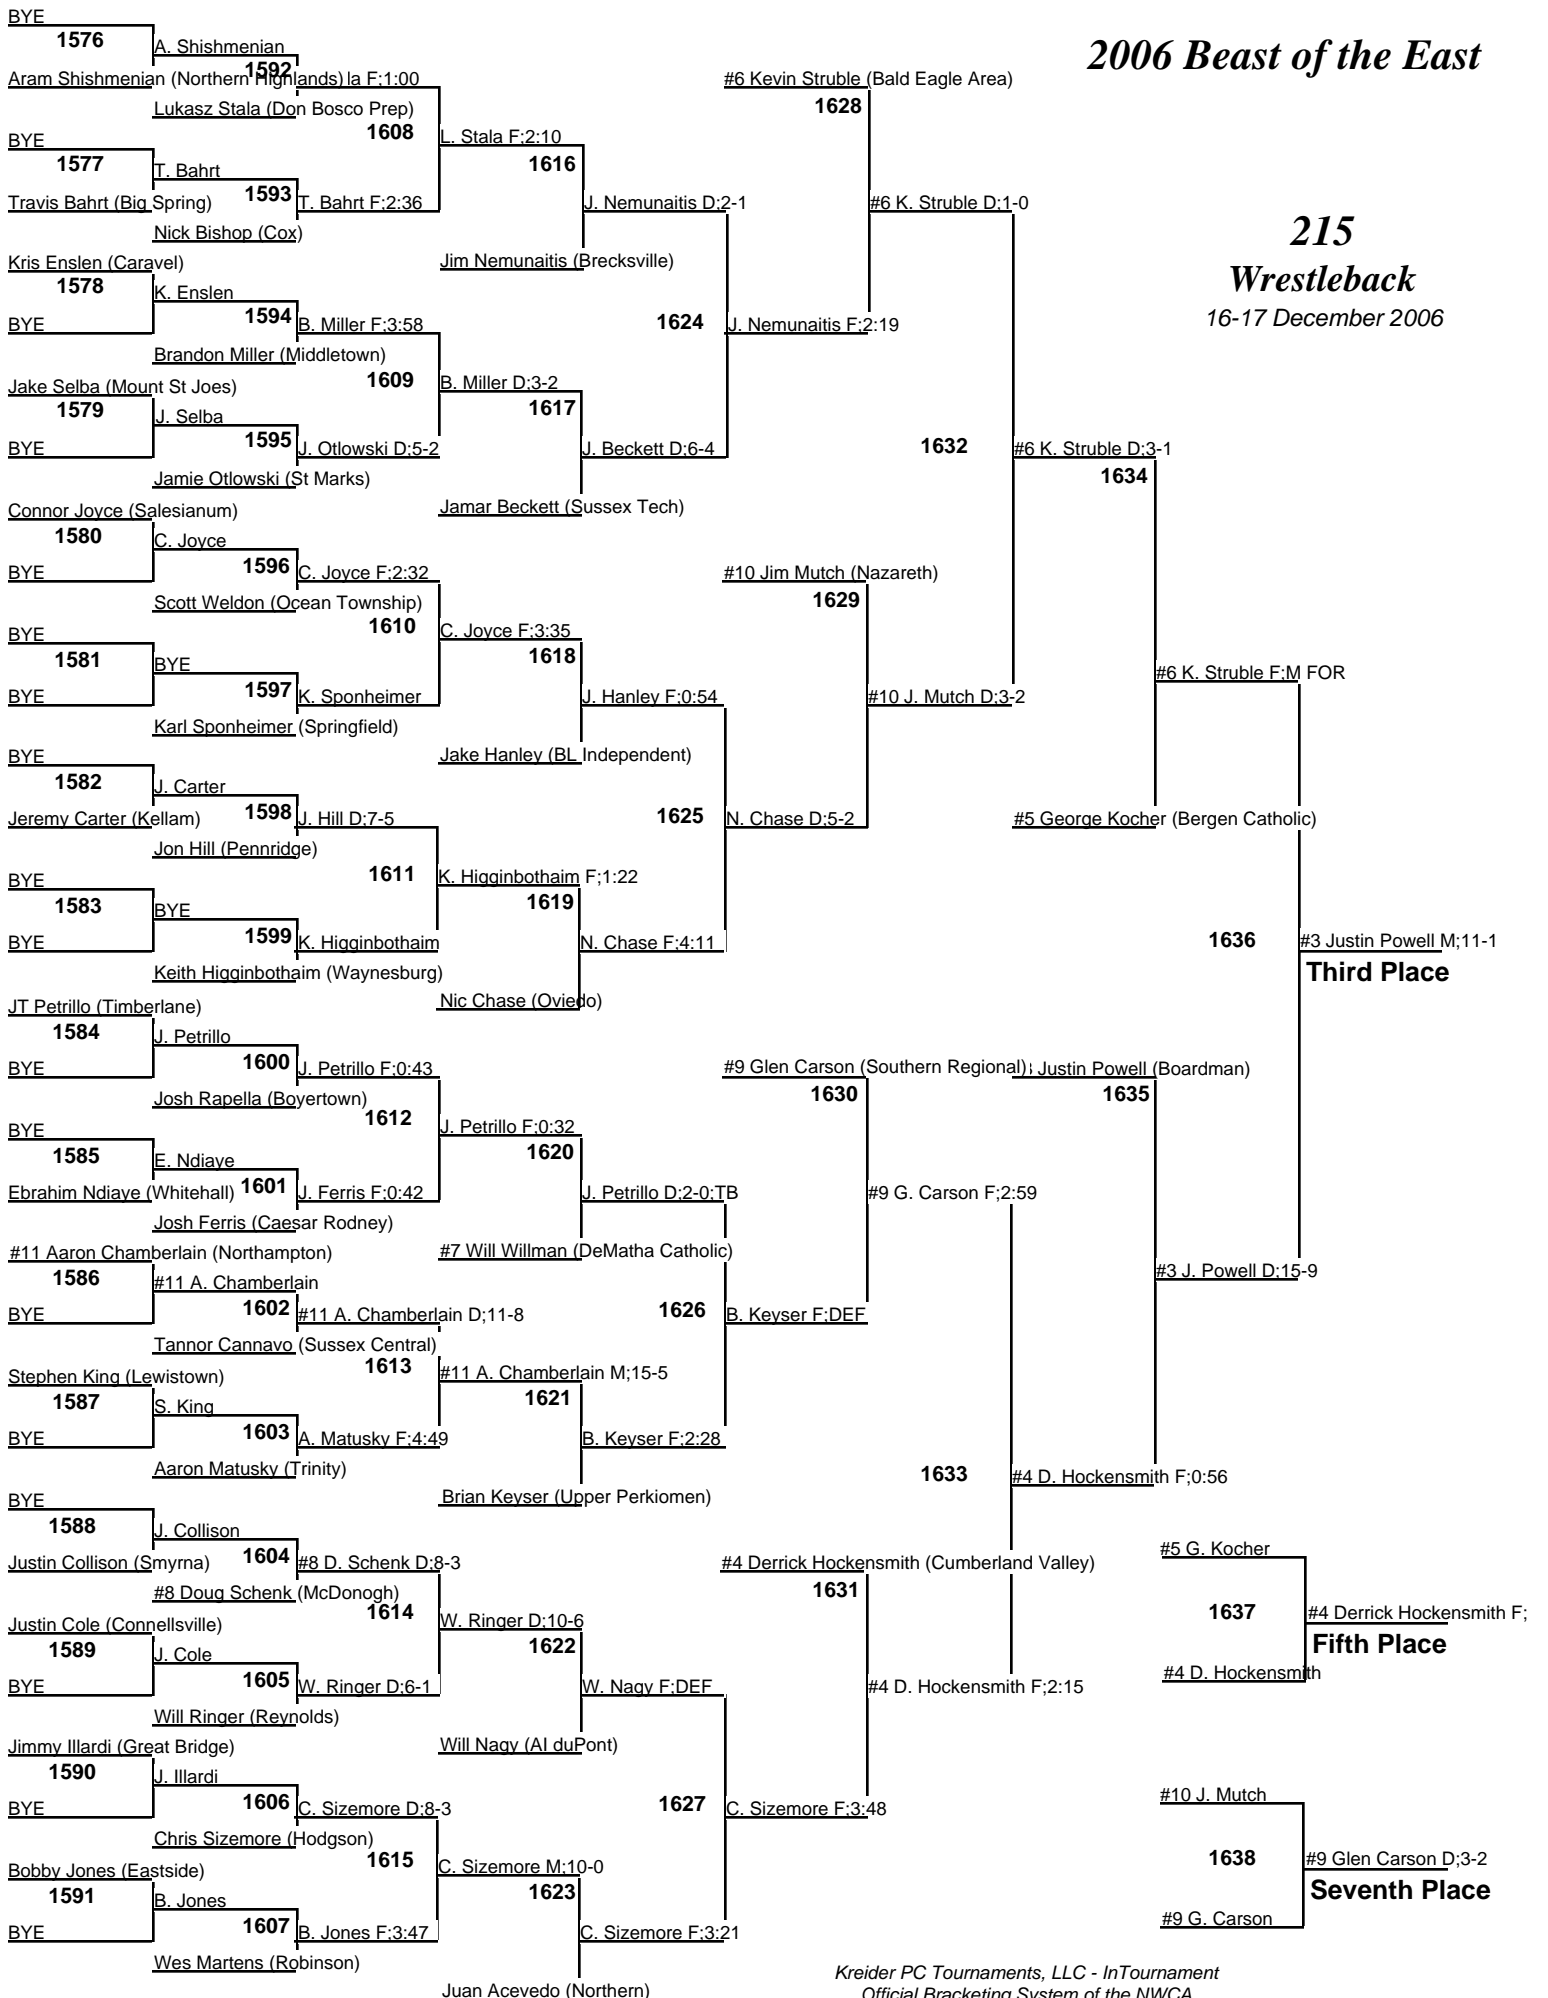 2006 Beast of the East
215
Wrestleback
16-17 December 2006
BYE
1576
A. Shishmenian
Aram Shishmenian (Northern Highlands)
1592
la F;1:00
Lukasz Stala (Don Bosco Prep)
1608
L. Stala F;2:10
BYE
1577
T. Bahrt
Travis Bahrt (Big Spring)
1593
T. Bahrt F;2:36
Nick Bishop (Cox)
1616
J. Nemunaitis D;2-1
Jim Nemunaitis (Brecksville)
Kris Enslen (Caravel)
1578
K. Enslen
BYE
1594
B. Miller F;3:58
Brandon Miller (Middletown)
1609
B. Miller D;3-2
Jake Selba (Mount St Joes)
1579
J. Selba
BYE
1595
J. Otlowski D;5-2
Jamie Otlowski (St Marks)
1617
J. Beckett D;6-4
Jamar Beckett (Sussex Tech)
1624
J. Nemunaitis F;2:19
#6 Kevin Struble (Bald Eagle Area)
1628
#6 K. Struble D;1-0
Connor Joyce (Salesianum)
1580
C. Joyce
BYE
1596
C. Joyce F;2:32
Scott Weldon (Ocean Township)
1610
C. Joyce F;3:35
BYE
1581
BYE
BYE
1597
K. Sponheimer
Karl Sponheimer (Springfield)
1618
J. Hanley F;0:54
Jake Hanley (BL Independent)
BYE
1582
J. Carter
Jeremy Carter (Kellam)
1598
J. Hill D;7-5
Jon Hill (Pennridge)
1611
K. Higginbothaim F;1:22
BYE
1583
BYE
BYE
1599
K. Higginbothaim
Keith Higginbothaim (Waynesburg)
1619
N. Chase F;4:11
Nic Chase (Oviedo)
1625
N. Chase D;5-2
#10 Jim Mutch (Nazareth)
1629
#10 J. Mutch D;3-2
1632
#6 K. Struble D;3-1
1634
#6 K. Struble F;M FOR
#5 George Kocher (Bergen Catholic)
1636
#3 Justin Powell M;11-1
Third Place
JT Petrillo (Timberlane)
1584
J. Petrillo
BYE
1600
J. Petrillo F;0:43
Josh Rapella (Boyertown)
1612
J. Petrillo F;0:32
BYE
1585
E. Ndiaye
Ebrahim Ndiaye (Whitehall)
1601
J. Ferris F;0:42
Josh Ferris (Caesar Rodney)
1620
J. Petrillo D;2-0;TB
#7 Will Willman (DeMatha Catholic)
#11 Aaron Chamberlain (Northampton)
1586
#11 A. Chamberlain
BYE
1602
#11 A. Chamberlain D;11-8
Tannor Cannavo (Sussex Central)
1613
#11 A. Chamberlain M;15-5
Stephen King (Lewistown)
1587
S. King
BYE
1603
A. Matusky F;4:49
Aaron Matusky (Trinity)
1621
B. Keyser F;2:28
Brian Keyser (Upper Perkiomen)
1626
B. Keyser F;DEF
#9 Glen Carson (Southern Regional)
1630
#9 G. Carson F;2:59
Justin Powell (Boardman)
1635
#3 J. Powell D;15-9
BYE
1588
J. Collison
Justin Collison (Smyrna)
1604
#8 D. Schenk D;8-3
#8 Doug Schenk (McDonogh)
1614
W. Ringer D;10-6
Justin Cole (Connellsville)
1589
J. Cole
BYE
1605
W. Ringer D;6-1
Will Ringer (Reynolds)
1622
W. Nagy F;DEF
Will Nagy (AI duPont)
Jimmy Illardi (Great Bridge)
1590
J. Illardi
BYE
1606
C. Sizemore D;8-3
Chris Sizemore (Hodgson)
1615
C. Sizemore M;10-0
Bobby Jones (Eastside)
1591
B. Jones
BYE
1607
B. Jones F;3:47
Wes Martens (Robinson)
1623
C. Sizemore F;3:21
Juan Acevedo (Northern)
1627
C. Sizemore F;3:48
#4 Derrick Hockensmith (Cumberland Valley)
1631
#4 D. Hockensmith F;2:15
1633
#4 D. Hockensmith F;0:56
#5 G. Kocher
1637
#4 Derrick Hockensmith F;
Fifth Place
#4 D. Hockensmith
#10 J. Mutch
1638
#9 Glen Carson D;3-2
Seventh Place
#9 G. Carson
Kreider PC Tournaments, LLC - InTournament
Official Bracketing System of the NWCA